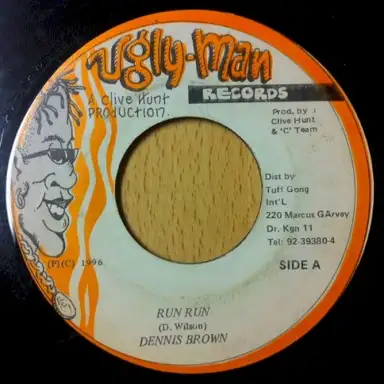 ugly-man
RECORDS
A Clive Hunt
PRODUCTION.
Prod. by :
Clive Hunt
& 'C' Team
Dist by
Tuff Gong
Int'L
220 Marcus GArvey
Dr. Kgn 11
Tel: 92-39380-4
(P)(C) 1996
SIDE A
RUN RUN
(D. Wilson)
DENNIS BROWN